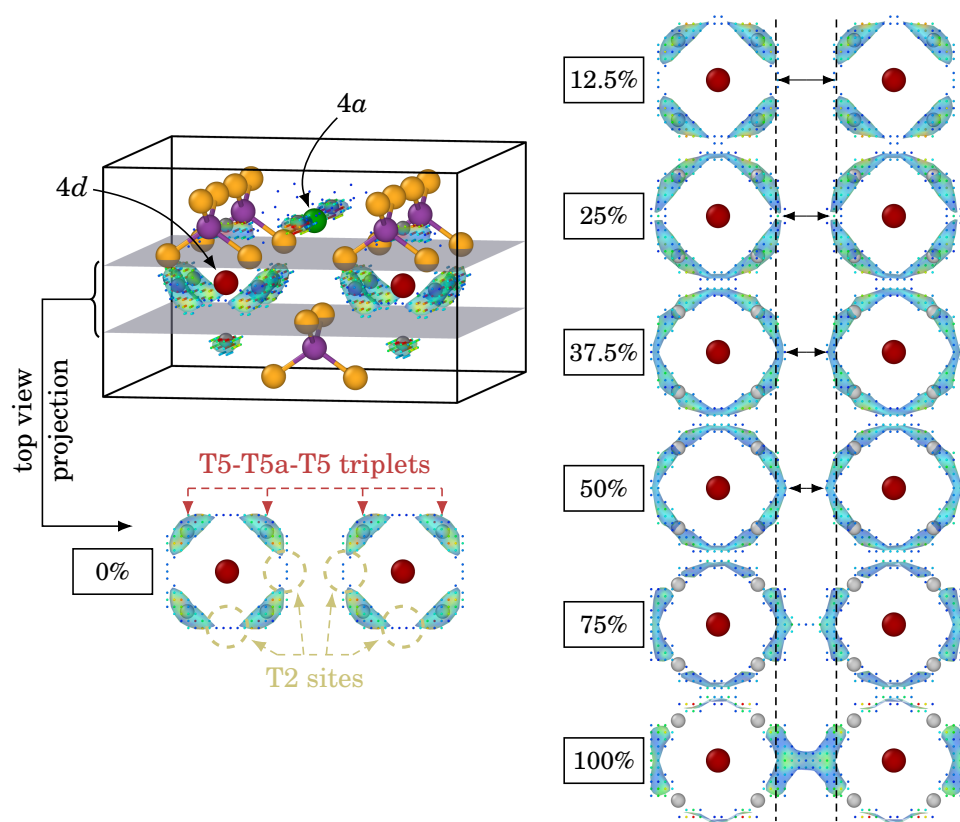 4a
4d
top view
projection
T5-T5a-T5 triplets
0%
T2 sites
12.5%
25%
37.5%
50%
75%
100%